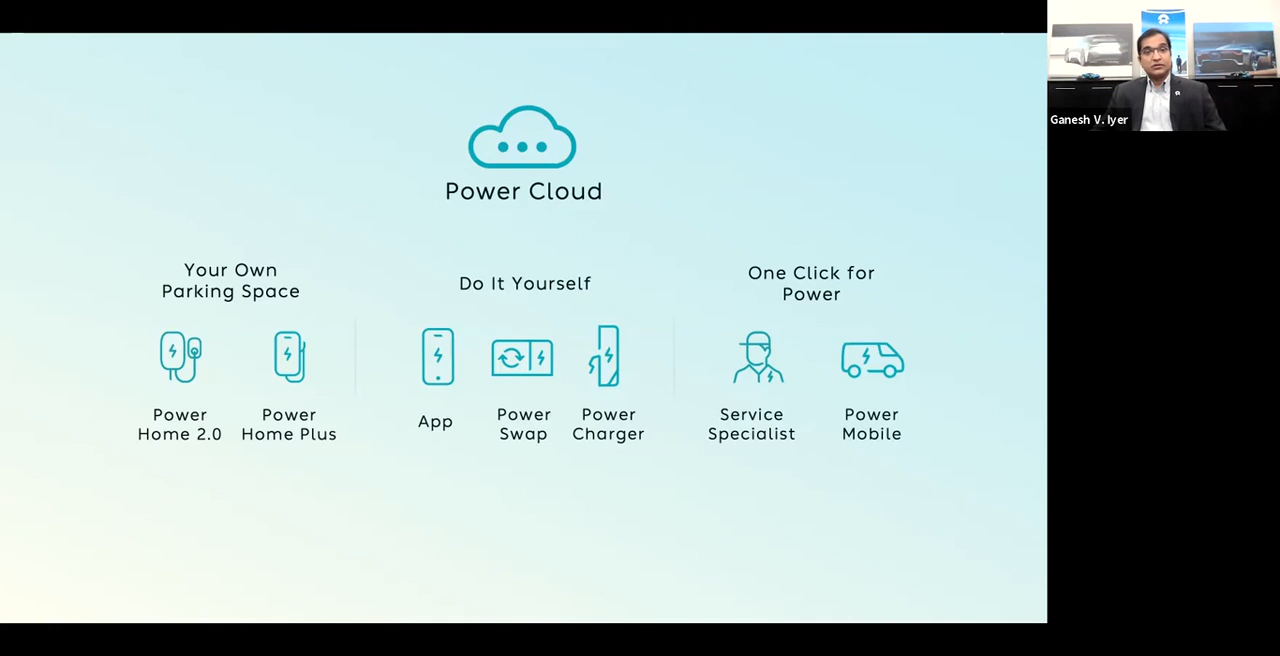 Power Cloud
Your Own
Parking Space
Power
Home 2.0
Power
Home Plus
Do It Yourself
App
Power
Swap
Power
Charger
One Click for
Power
Service
Specialist
Power
Mobile
Ganesh V. Iyer